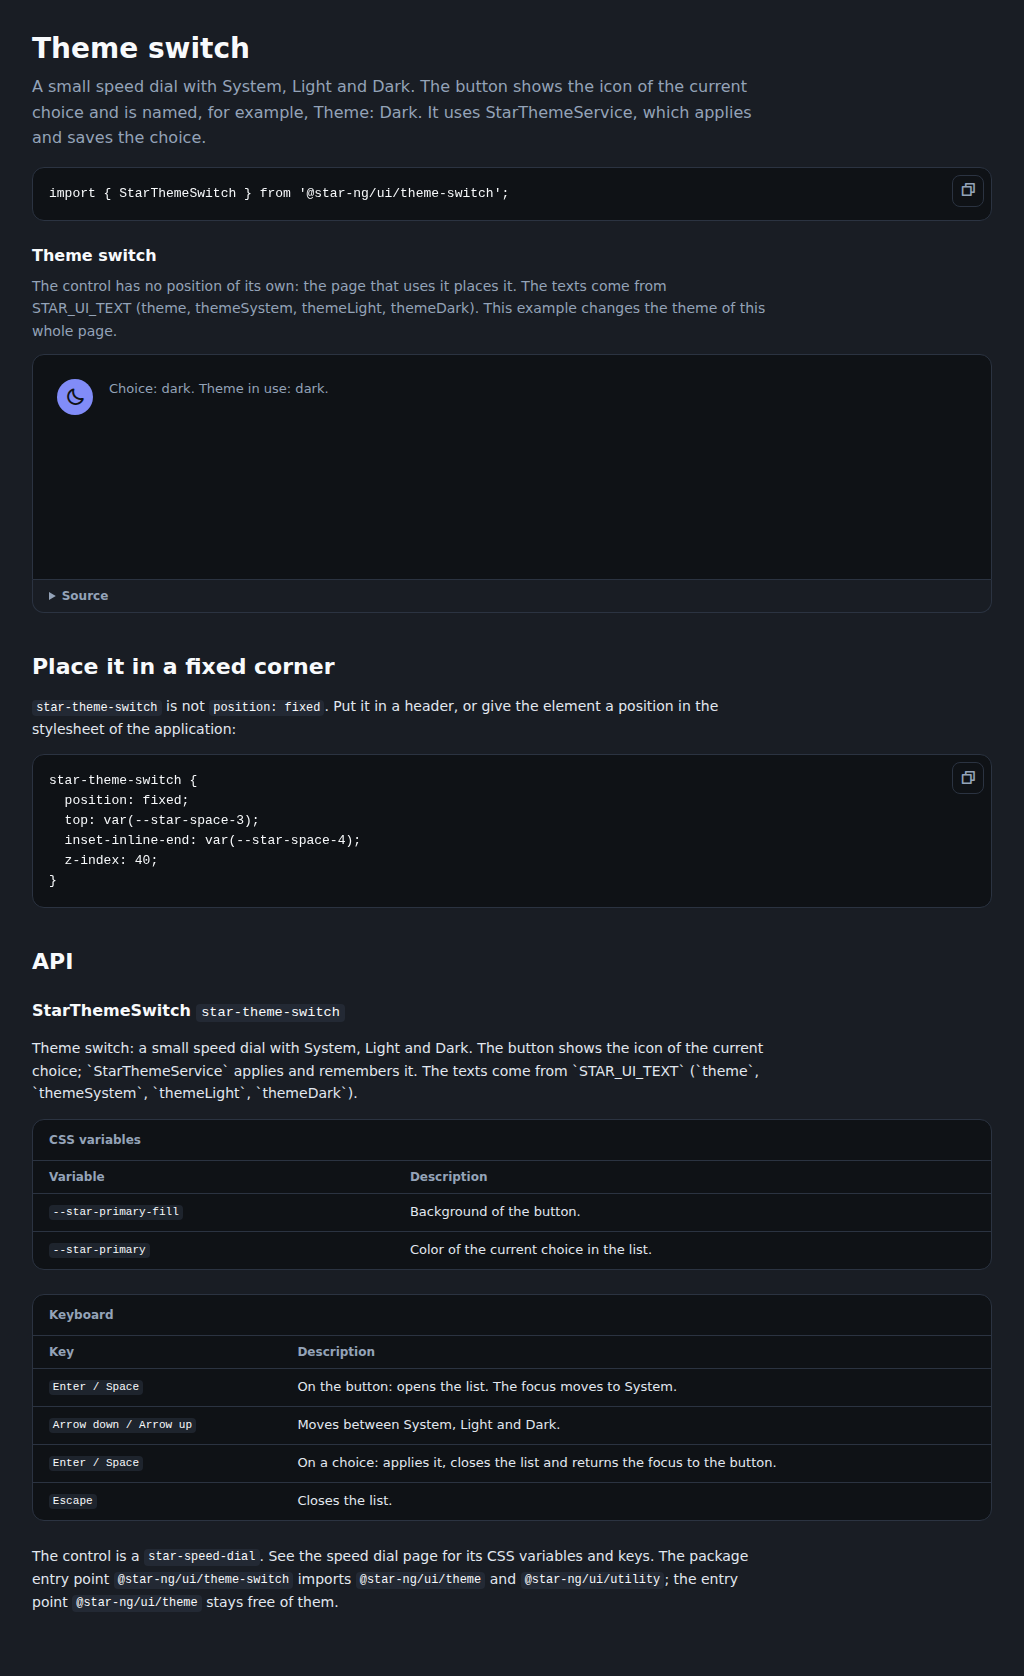 Theme switch
A small speed dial with System, Light and Dark. The button shows the icon of the current
choice and is named, for example, Theme: Dark. It uses StarThemeService, which applies
and saves the choice.
import { StarThemeSwitch } from '@star-ng/ui/theme-switch';
Theme switch
The control has no position of its own: the page that uses it places it. The texts come from
STAR_UI_TEXT (theme, themeSystem, themeLight, themeDark). This example changes the theme of this
whole page.
Choice: dark. Theme in use: dark.
Source
Place it in a fixed corner
star-theme-switch is not position: fixed. Put it in a header, or give the element a position in the
stylesheet of the application:
star-theme-switch {
  position: fixed;
  top: var(--star-space-3);
  inset-inline-end: var(--star-space-4);
  z-index: 40;
}
API
StarThemeSwitch star-theme-switch
Theme switch: a small speed dial with System, Light and Dark. The button shows the icon of the current
choice; `StarThemeService` applies and remembers it. The texts come from `STAR_UI_TEXT` (`theme`,
`themeSystem`, `themeLight`, `themeDark`).
CSS variables
Variable Description
--star-primary-fill Background of the button.
--star-primary Color of the current choice in the list.
Keyboard
Key Description
Enter / Space On the button: opens the list. The focus moves to System.
Arrow down / Arrow up Moves between System, Light and Dark.
Enter / Space On a choice: applies it, closes the list and returns the focus to the button.
Escape Closes the list.
The control is a star-speed-dial. See the speed dial page for its CSS variables and keys. The package
entry point @star-ng/ui/theme-switch imports @star-ng/ui/theme and @star-ng/ui/utility; the entry
point @star-ng/ui/theme stays free of them.